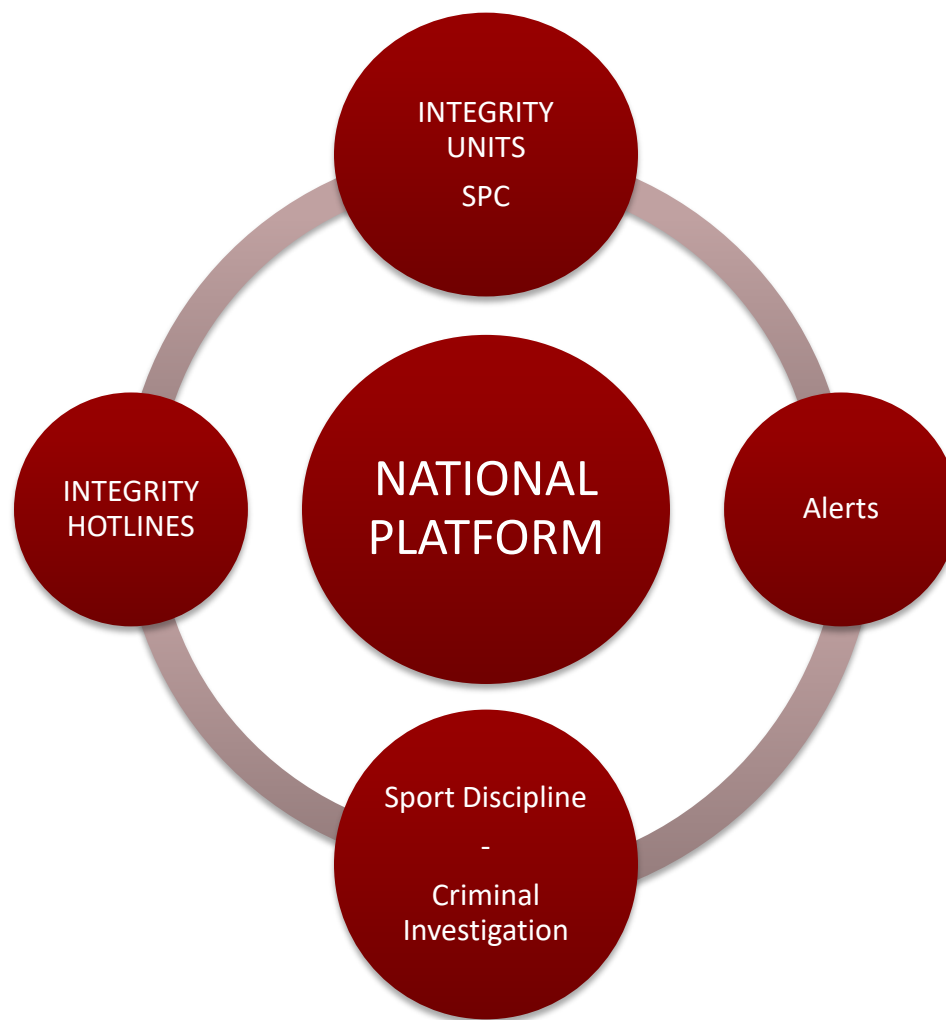 INTEGRITY
UNITS
SPC
INTEGRITY
HOTLINES
NATIONAL
PLATFORM
Alerts
Sport Discipline
-
Criminal
Investigation